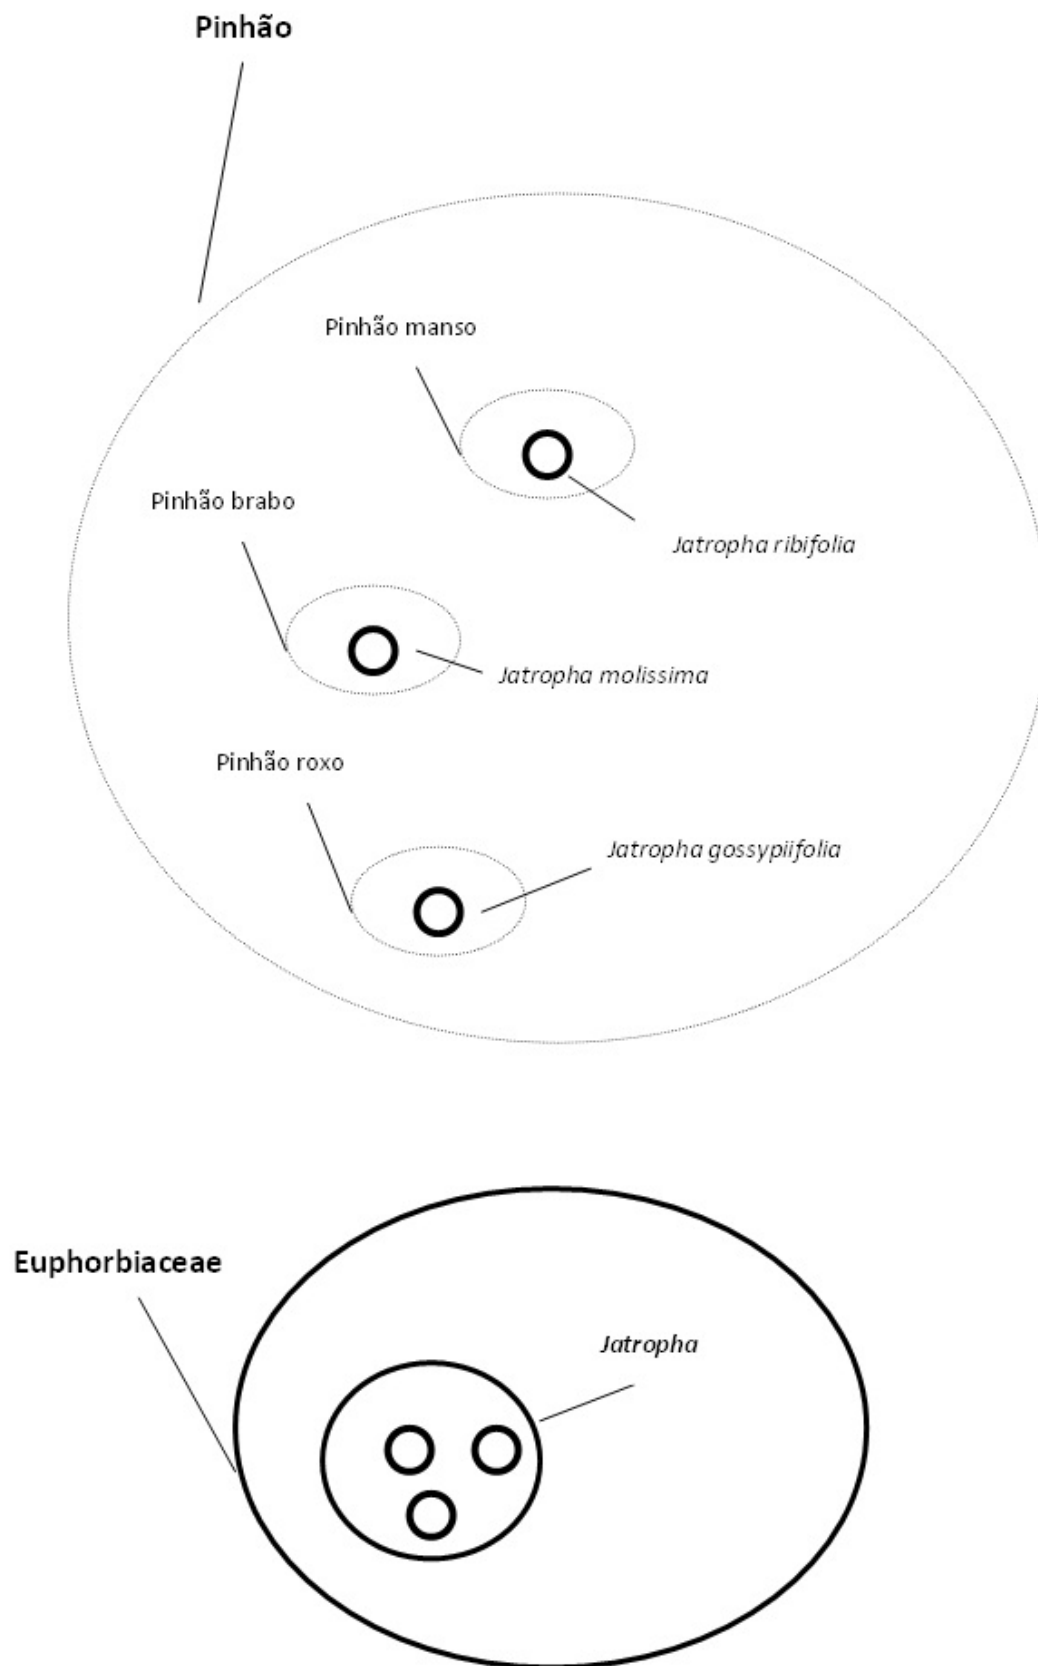 Pinhão
Pinhão manso
Pinhão brabo
Jatropha ribifolia
Jatropha molissima
Pinhão roxo
Jatropha gossypiifolia
Euphorbiaceae
Jatropha